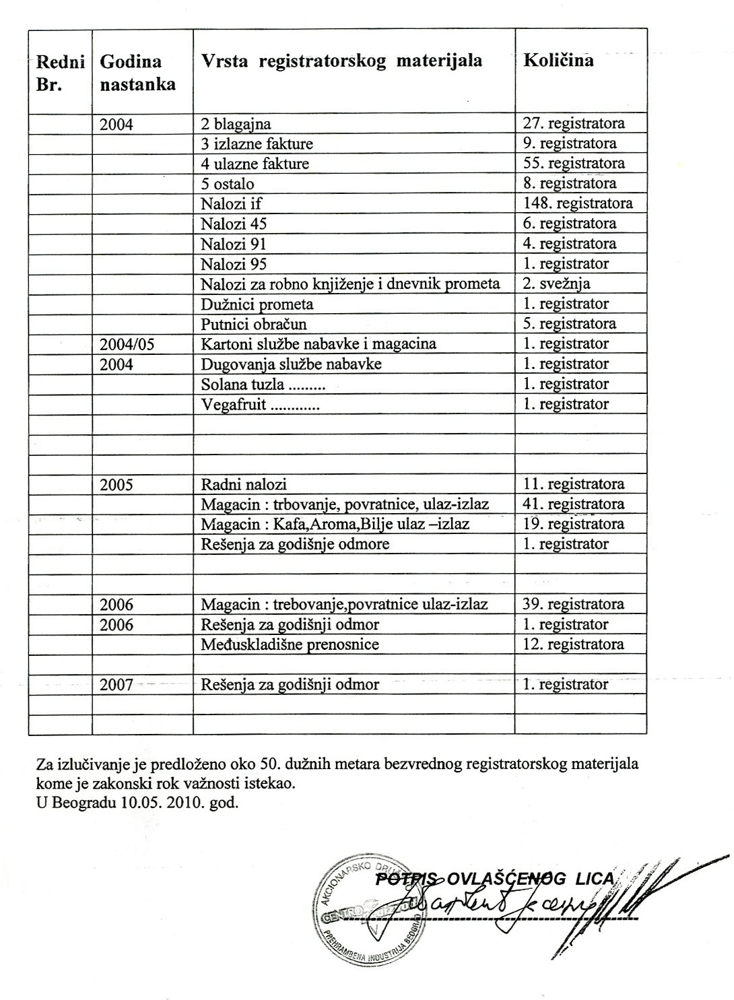 Redni Br. Godina nastanka Vrsta registratorskog materijala Količina
2004 2 blagajna 27. registratora
3 izlazne fakture 9. registratora
4 ulazne fakture 55. registratora
5 ostalo 8. registratora
Nalozi if 148. registratora
Nalozi 45 6. registratora
Nalozi 91 4. registratora
Nalozi 95 1. registrator
Nalozi za robno knjiženje i dnevnik prometa 2. svežnja
Dužnici prometa 1. registrator
Putnici obračun 5. registratora
2004/05 Kartoni službe nabavke i magacina 1. registrator
2004 Dugovanja službe nabavke 1. registrator
Solana tuzla ......... 1. registrator
Vegafruit ............ 1. registrator
2005 Radni nalozi 11. registratora
Magacin : trbovanje, povratnice, ulaz-izlaz 41. registratora
Magacin : Kafa,Aroma,Bilje ulaz –izlaz 19. registratora
Rešenja za godišnje odmore 1. registrator
2006 Magacin : trebovanje,povratnice ulaz-izlaz 39. registratora
2006 Rešenja za godišnji odmor 1. registrator
Međuskladišne prenosnice 12. registratora
2007 Rešenja za godišnji odmor 1. registrator
Za izlučivanje je predloženo oko 50. dužnih metara bezvrednog registratorskog materijala
kome je zakonski rok važnosti istekao.
U Beogradu 10.05. 2010. god.
POTPIS OVLAŠĆENOG LICA
AKCIONARSKO DRUŠTVO
CENTROPROIZVOD
PREHRAMBENA INDUSTRIJA BEOGRAD